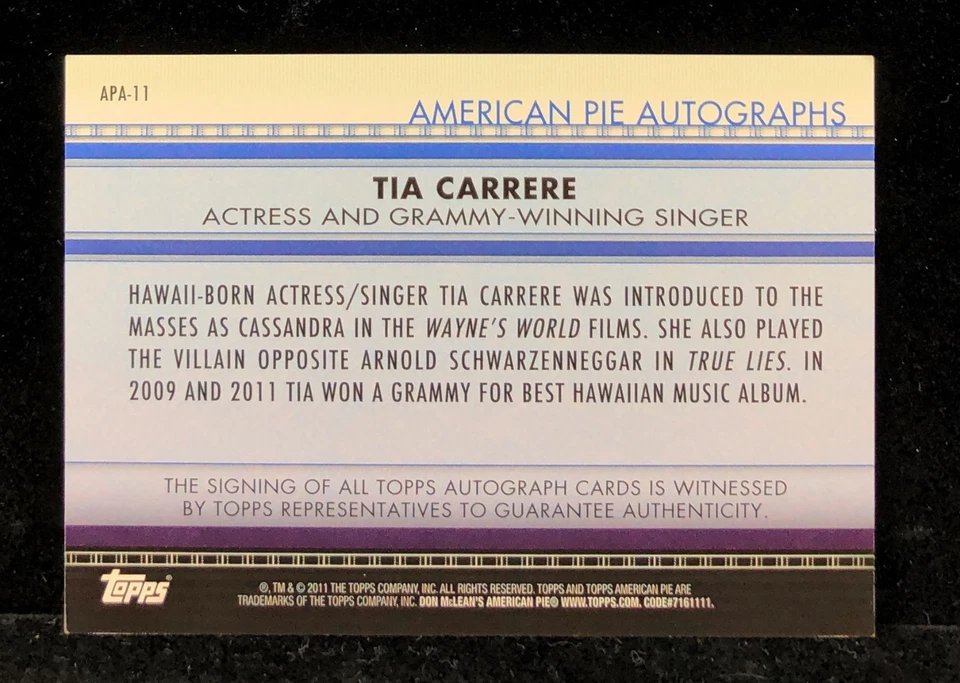 APA-11
AMERICAN PIE AUTOGRAPHS
TIA CARRERE
ACTRESS AND GRAMMY-WINNING SINGER
HAWAII-BORN ACTRESS/SINGER TIA CARRERE WAS INTRODUCED TO THE
MASSES AS CASSANDRA IN THE WAYNE'S WORLD FILMS. SHE ALSO PLAYED
THE VILLAIN OPPOSITE ARNOLD SCHWARZENNEGGAR IN TRUE LIES. IN
2009 AND 2011 TIA WON A GRAMMY FOR BEST HAWAIIAN MUSIC ALBUM.
THE SIGNING OF ALL TOPPS AUTOGRAPH CARDS IS WITNESSED
BY TOPPS REPRESENTATIVES TO GUARANTEE AUTHENTICITY.
topps®
®, TM & © 2011 THE TOPPS COMPANY, INC. ALL RIGHTS RESERVED. TOPPS AND TOPPS AMERICAN PIE ARE
TRADEMARKS OF THE TOPPS COMPANY, INC. DON McLEAN'S AMERICAN PIE® WWW.TOPPS.COM. CODE#7161111.